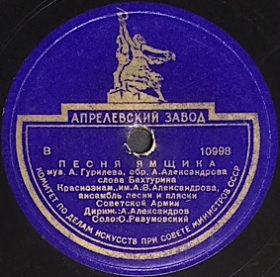 АПРЕЛЕВСКИЙ ЗАВОД
В 10998
ПЕСНЯ ЯМЩИКА
муз. А. Гурилева, обр. А. Александрова
слова Бахтурина
Краснознам. им. А.В. Александрова,
ансамбль песни и пляски
Советской Армии
Дириж: А. Александров
Соло: О. Разумовский
КОМИТЕТ ПО ДЕЛАМ ИСКУССТВ ПРИ СОВЕТЕ МИНИСТРОВ СССР